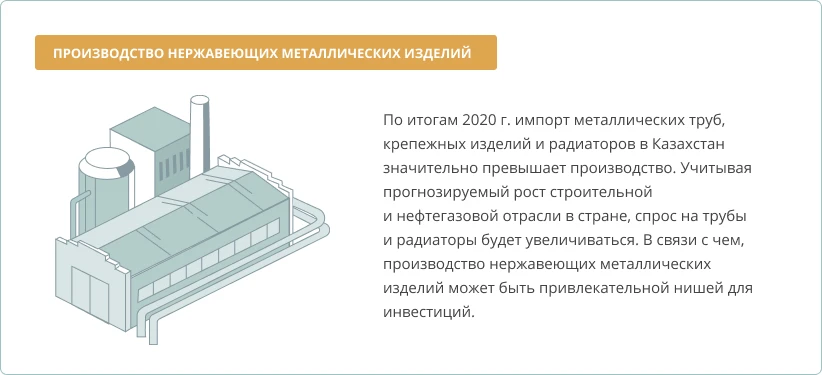 ПРОИЗВОДСТВО НЕРЖАВЕЮЩИХ МЕТАЛЛИЧЕСКИХ ИЗДЕЛИЙ
По итогам 2020 г. импорт металлических труб,
крепежных изделий и радиаторов в Казахстан
значительно превышает производство. Учитывая
прогнозируемый рост строительной
и нефтегазовой отрасли в стране, спрос на трубы
и радиаторы будет увеличиваться. В связи с чем,
производство нержавеющих металлических
изделий может быть привлекательной нишей для
инвестиций.